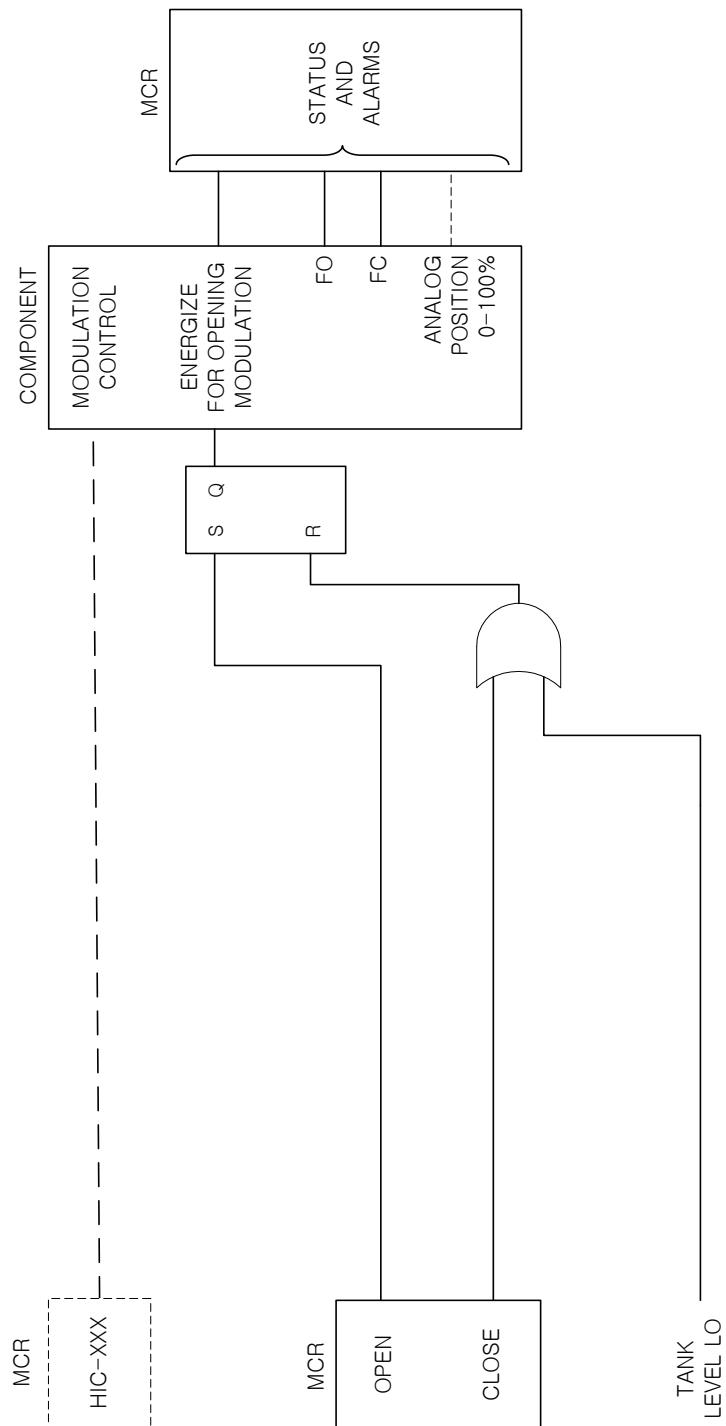 MCR
HIC-XXX
MCR
OPEN
CLOSE
TANK
LEVEL LO
S Q
R
COMPONENT
MODULATION
CONTROL
ENERGIZE
FOR OPENING
MODULATION
FO
FC
ANALOG
POSITION
0-100%
MCR
STATUS
AND
ALARMS